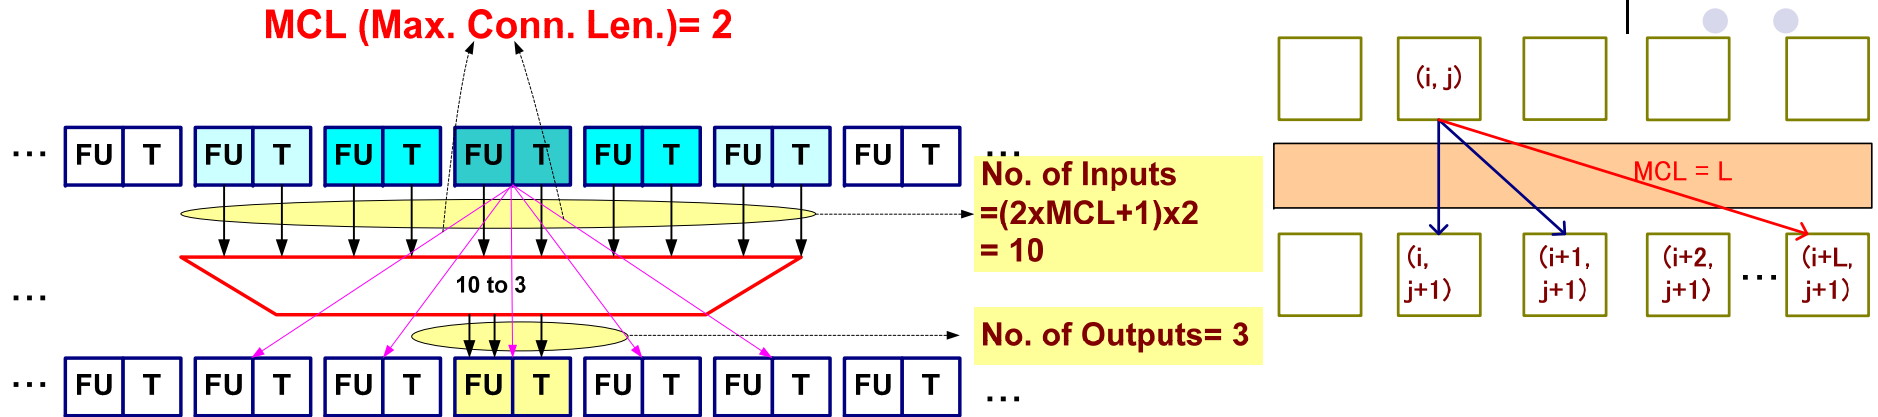 MCL (Max. Conn. Len.)= 2
... FU T FU T FU T FU T FU T FU T FU T ...
No. of Inputs
=(2xMCL+1)x2
= 10
...
10 to 3
No. of Outputs= 3
... FU T FU T FU T FU T FU T FU T FU T ...
(i, j)
MCL = L
(i,
j+1)
(i+1,
j+1)
(i+2,
j+1)
...
(i+L,
j+1)